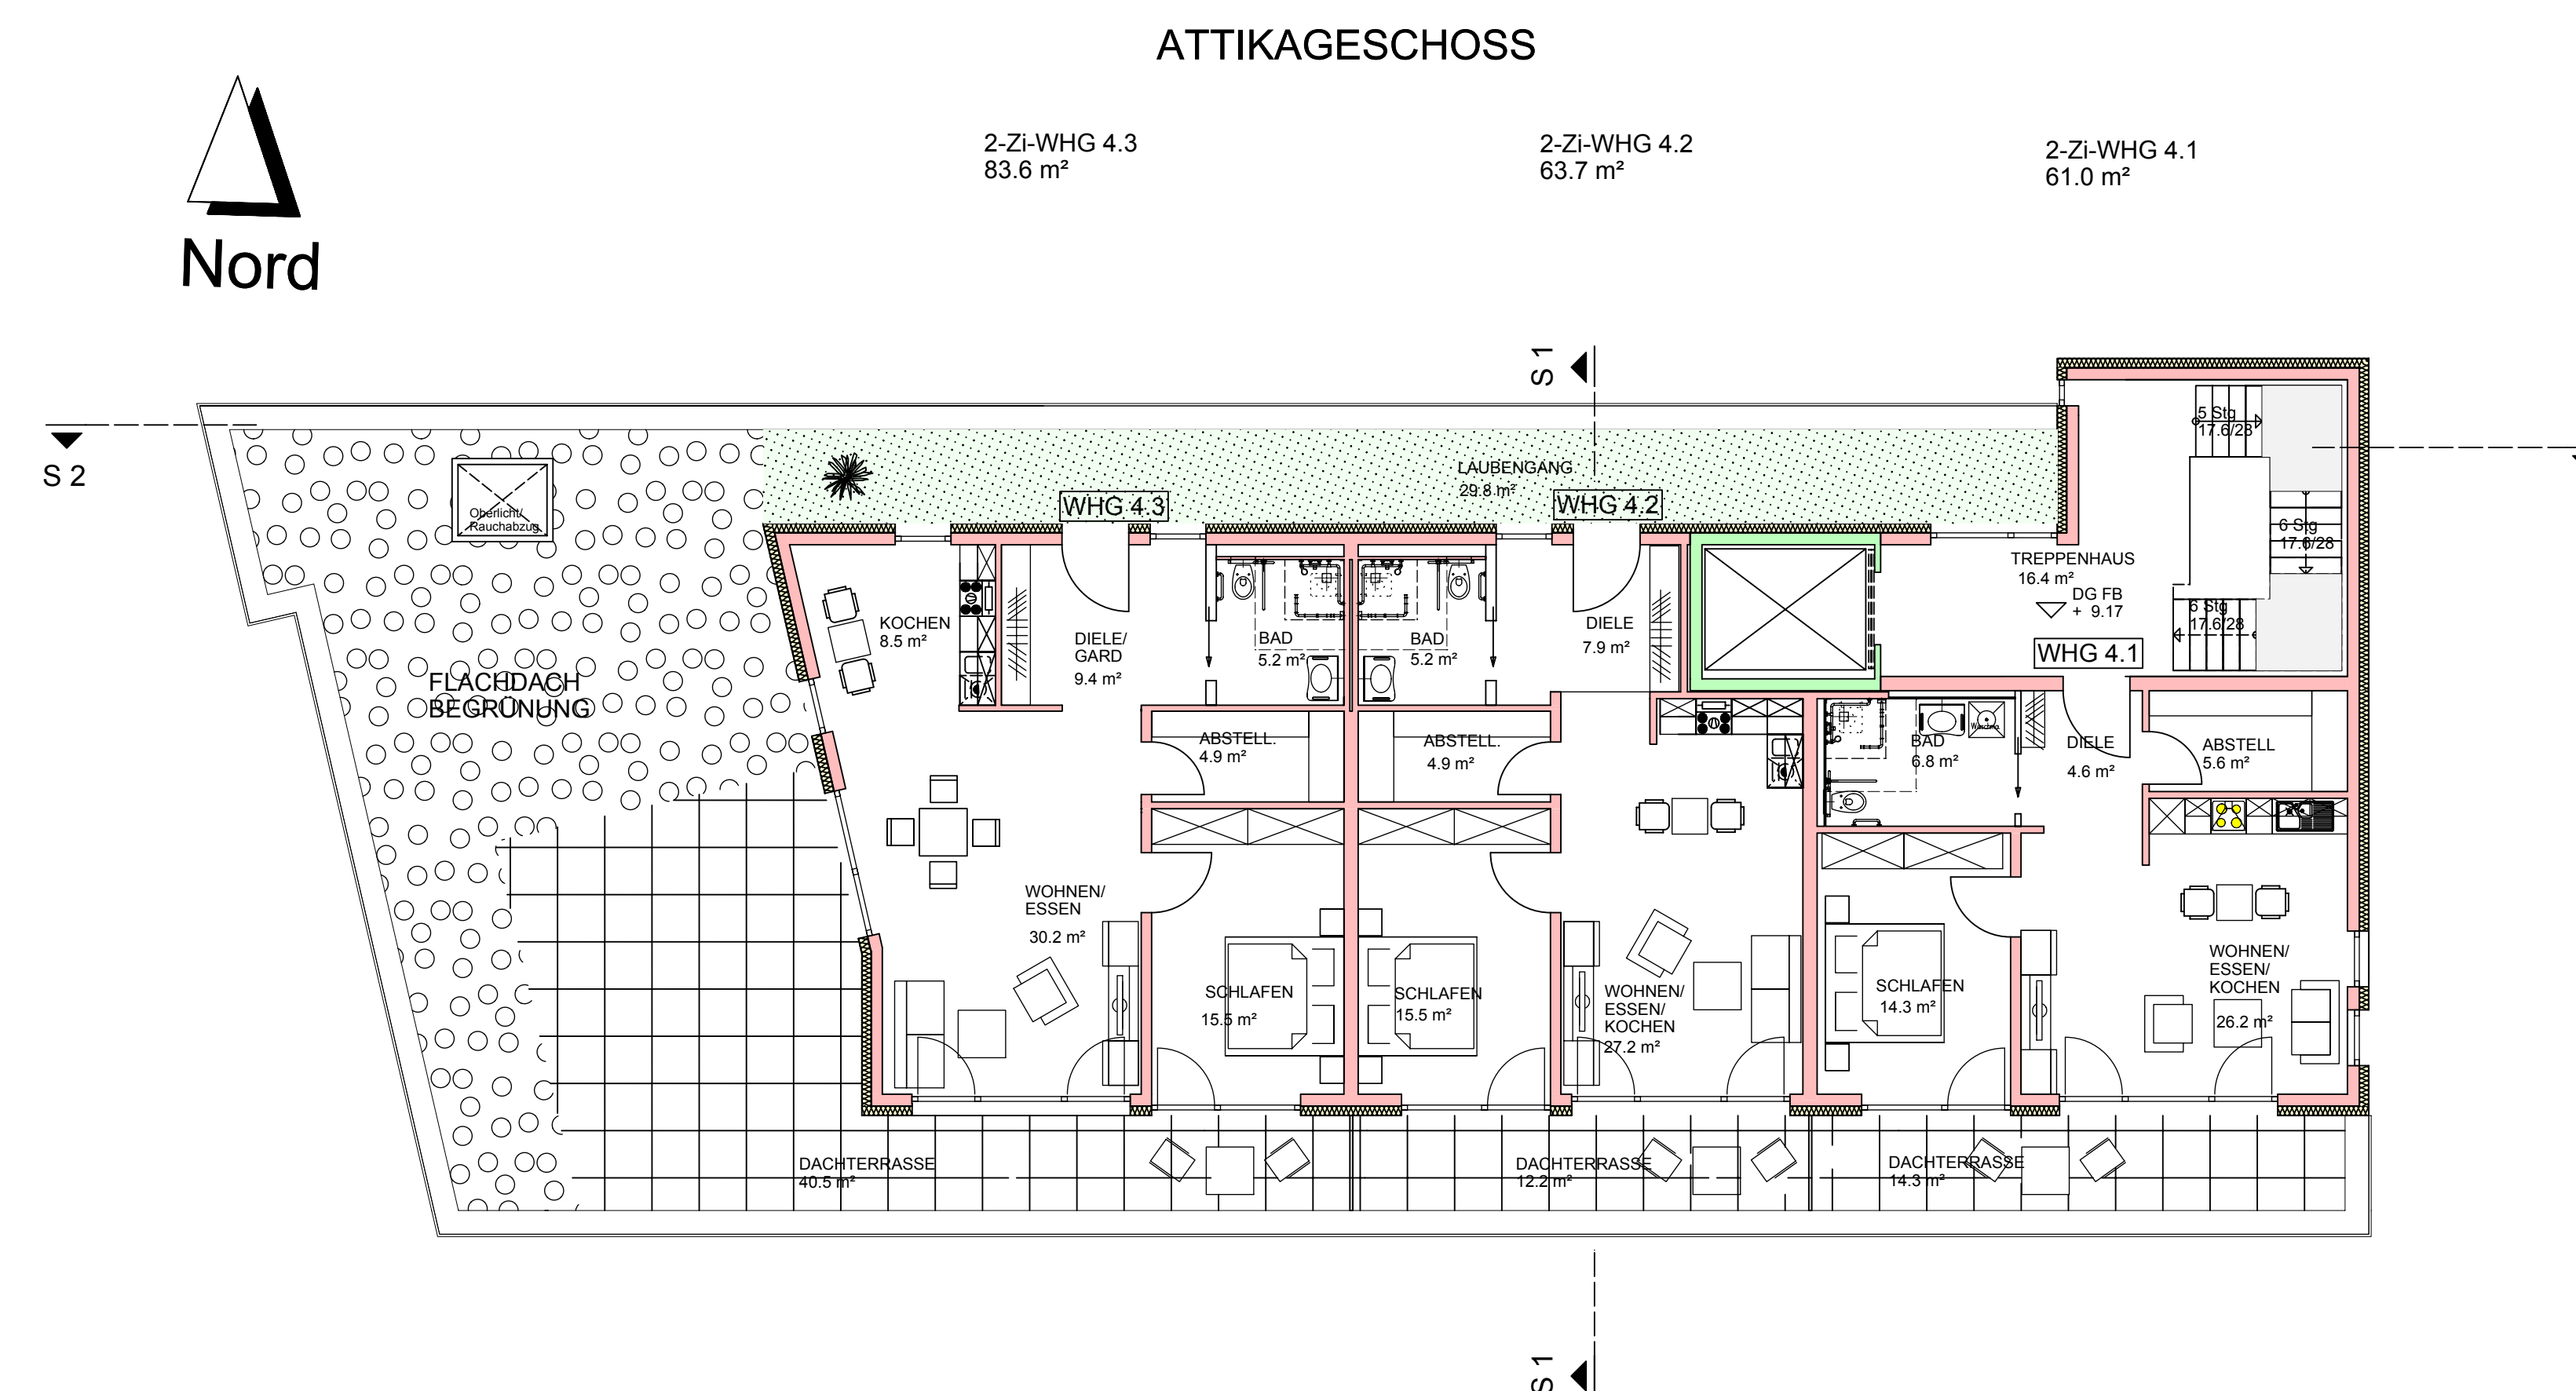 ATTIKAGESCHOSS
2-Zi-WHG 4.3
83.6 m²
2-Zi-WHG 4.2
63.7 m²
2-Zi-WHG 4.1
61.0 m²
Nord
S 1
S 2
5 Stg
17.6/28
LAUBENGANG
29.8 m²
WHG 4.3
WHG 4.2
Oberlicht/
Rauchabzug
6 Stg
17.6/28
TREPPENHAUS
16.4 m²
DG FB
+ 9.17
6 Stg
17.6/28
WHG 4.1
KOCHEN
8.5 m²
DIELE/
GARD
9.4 m²
BAD
5.2 m²
BAD
5.2 m²
DIELE
7.9 m²
FLACHDACH
BEGRÜNUNG
ABSTELL.
4.9 m²
ABSTELL.
4.9 m²
BAD
6.8 m²
DIELE
4.6 m²
ABSTELL
5.6 m²
WOHNEN/
ESSEN
30.2 m²
SCHLAFEN
15.5 m²
SCHLAFEN
15.5 m²
WOHNEN/
ESSEN/
KOCHEN
27.2 m²
SCHLAFEN
14.3 m²
WOHNEN/
ESSEN/
KOCHEN
26.2 m²
DACHTERRASSE
40.5 m²
DACHTERRASSE
12.2 m²
DACHTERRASSE
14.3 m²
S 1